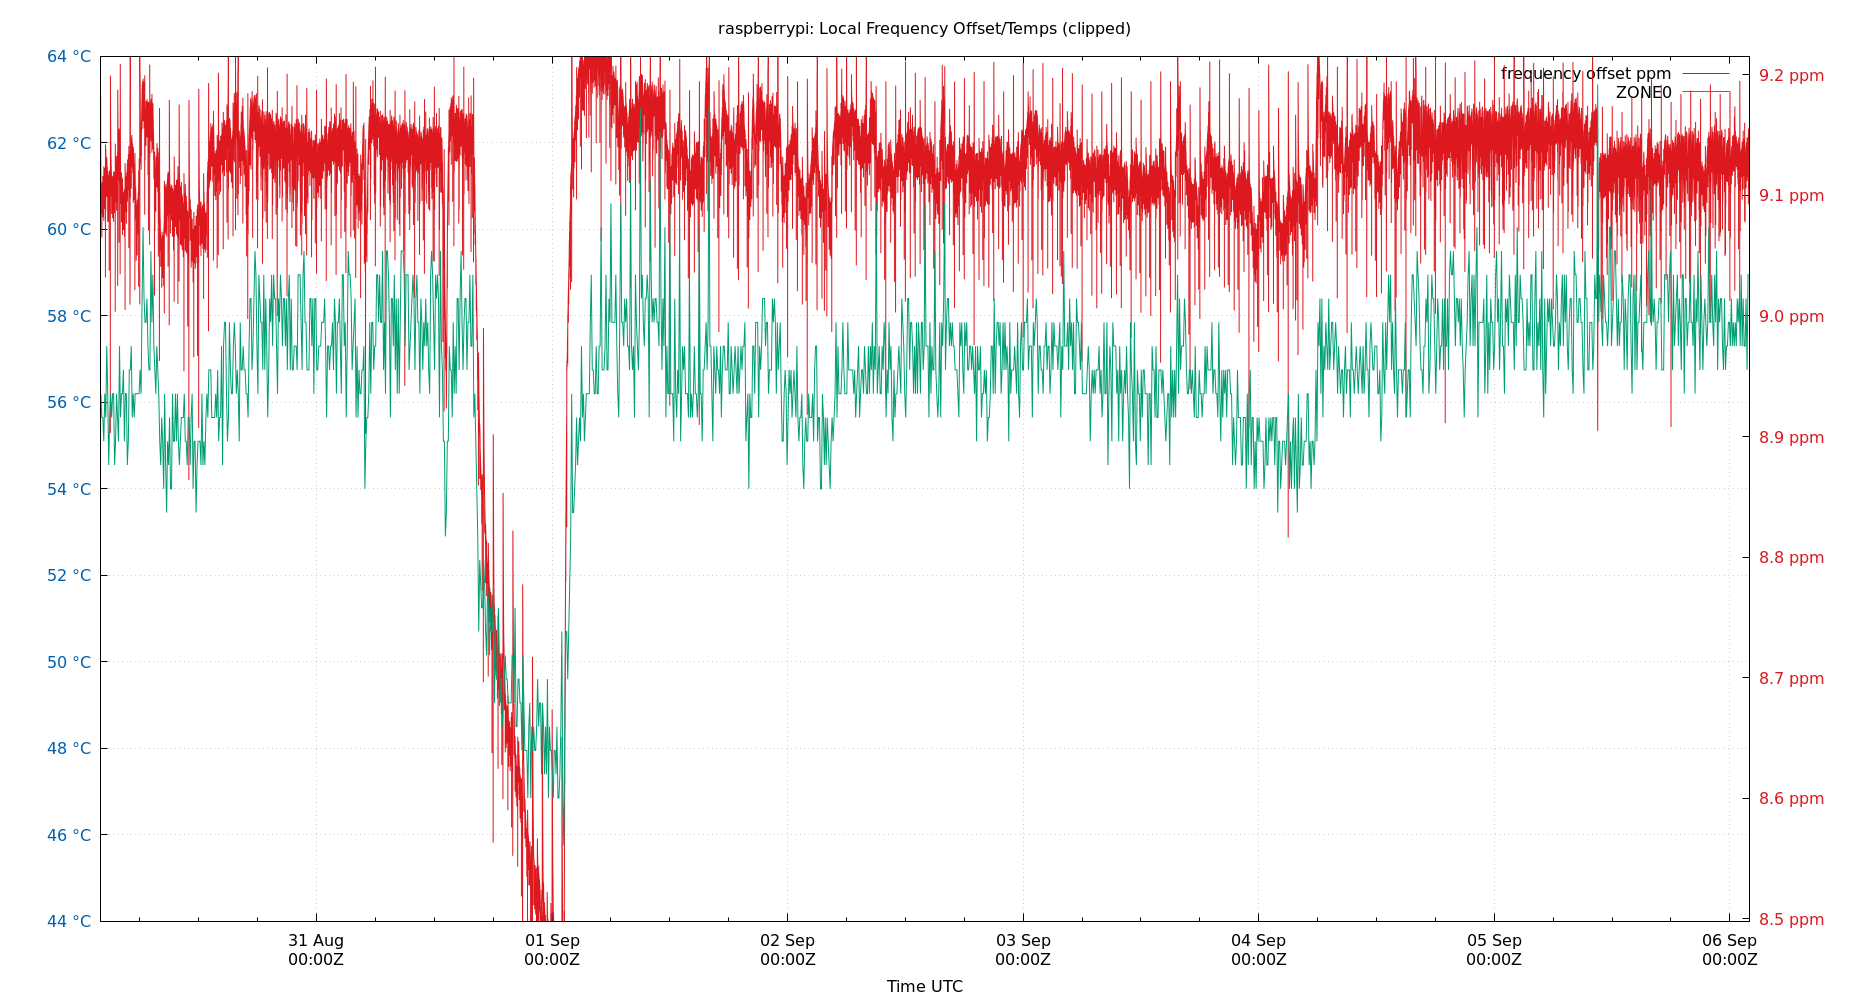 raspberrypi: Local Frequency Offset/Temps (clipped)
frequency offset ppm
ZONE0
64 °C
62 °C
60 °C
58 °C
56 °C
54 °C
52 °C
50 °C
48 °C
46 °C
44 °C
9.2 ppm
9.1 ppm
9.0 ppm
8.9 ppm
8.8 ppm
8.7 ppm
8.6 ppm
8.5 ppm
31 Aug
00:00Z
01 Sep
00:00Z
02 Sep
00:00Z
03 Sep
00:00Z
04 Sep
00:00Z
05 Sep
00:00Z
06 Sep
00:00Z
Time UTC